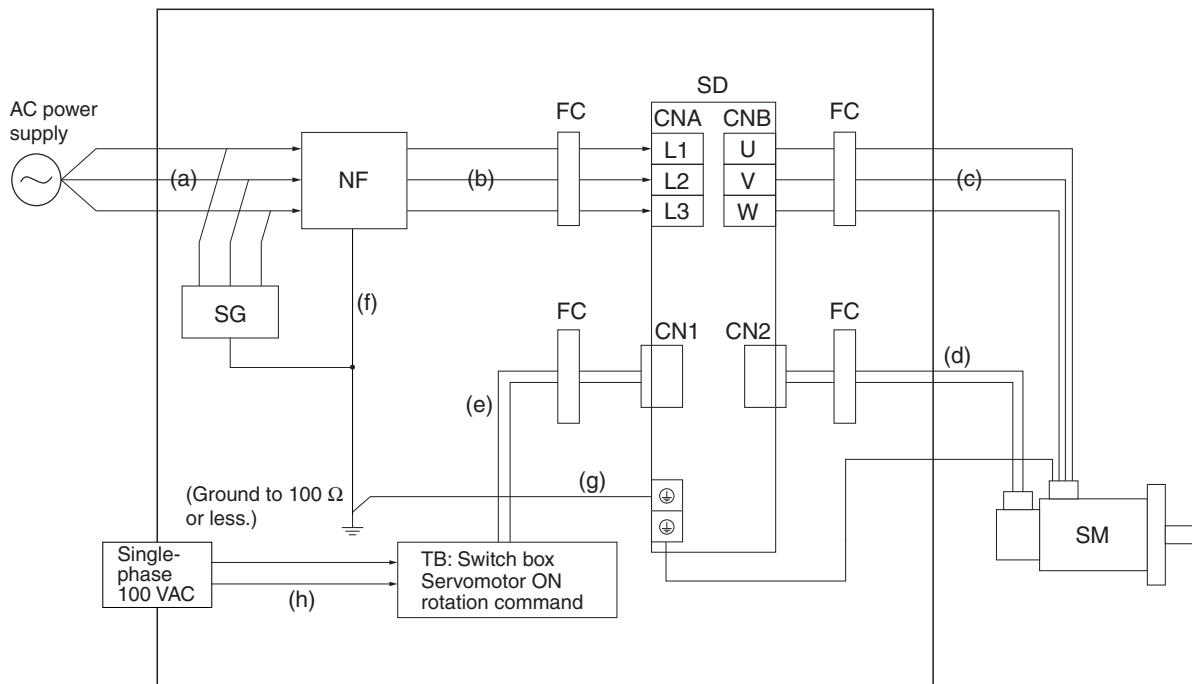 SD
AC power
supply
FC
CNA
CNB
FC
(a)
NF
(b)
L1
U
L2
V
L3
W
(c)
SG
(f)
FC
CN1
CN2
FC
(d)
(e)
(Ground to 100 Ω
or less.)
(g)
SM
Single-
phase
100 VAC
(h)
TB: Switch box
Servomotor ON
rotation command